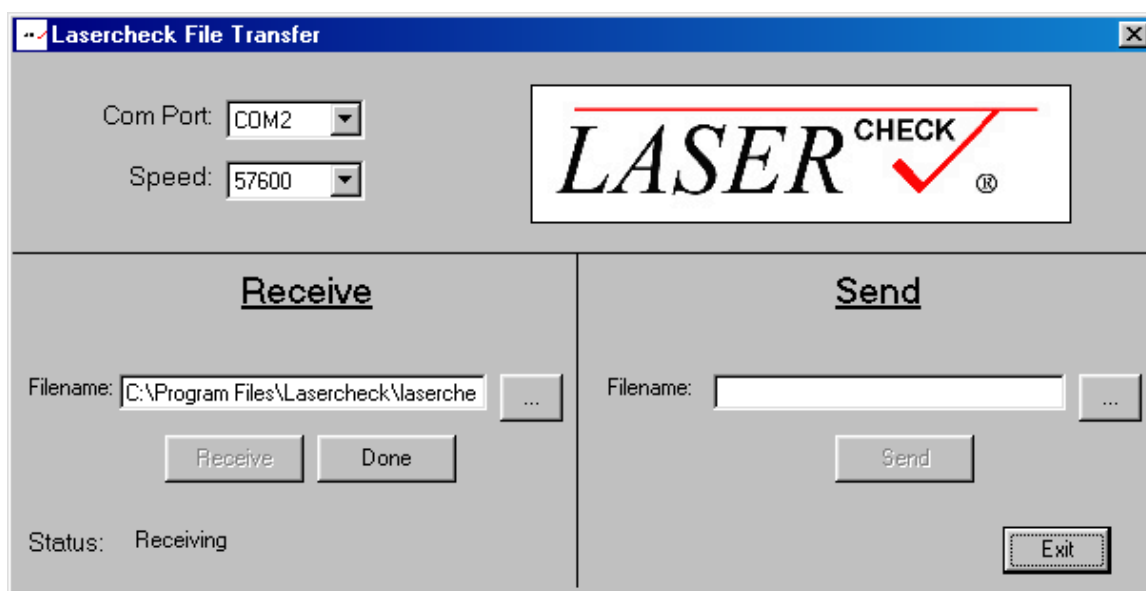 Lasercheck File Transfer
Com Port: COM2
Speed: 57600
LASER CHECK ®
Receive
Filename: C:\Program Files\Lasercheck\laserche ...
Receive Done
Status: Receiving
Send
Filename: ...
Send
Exit